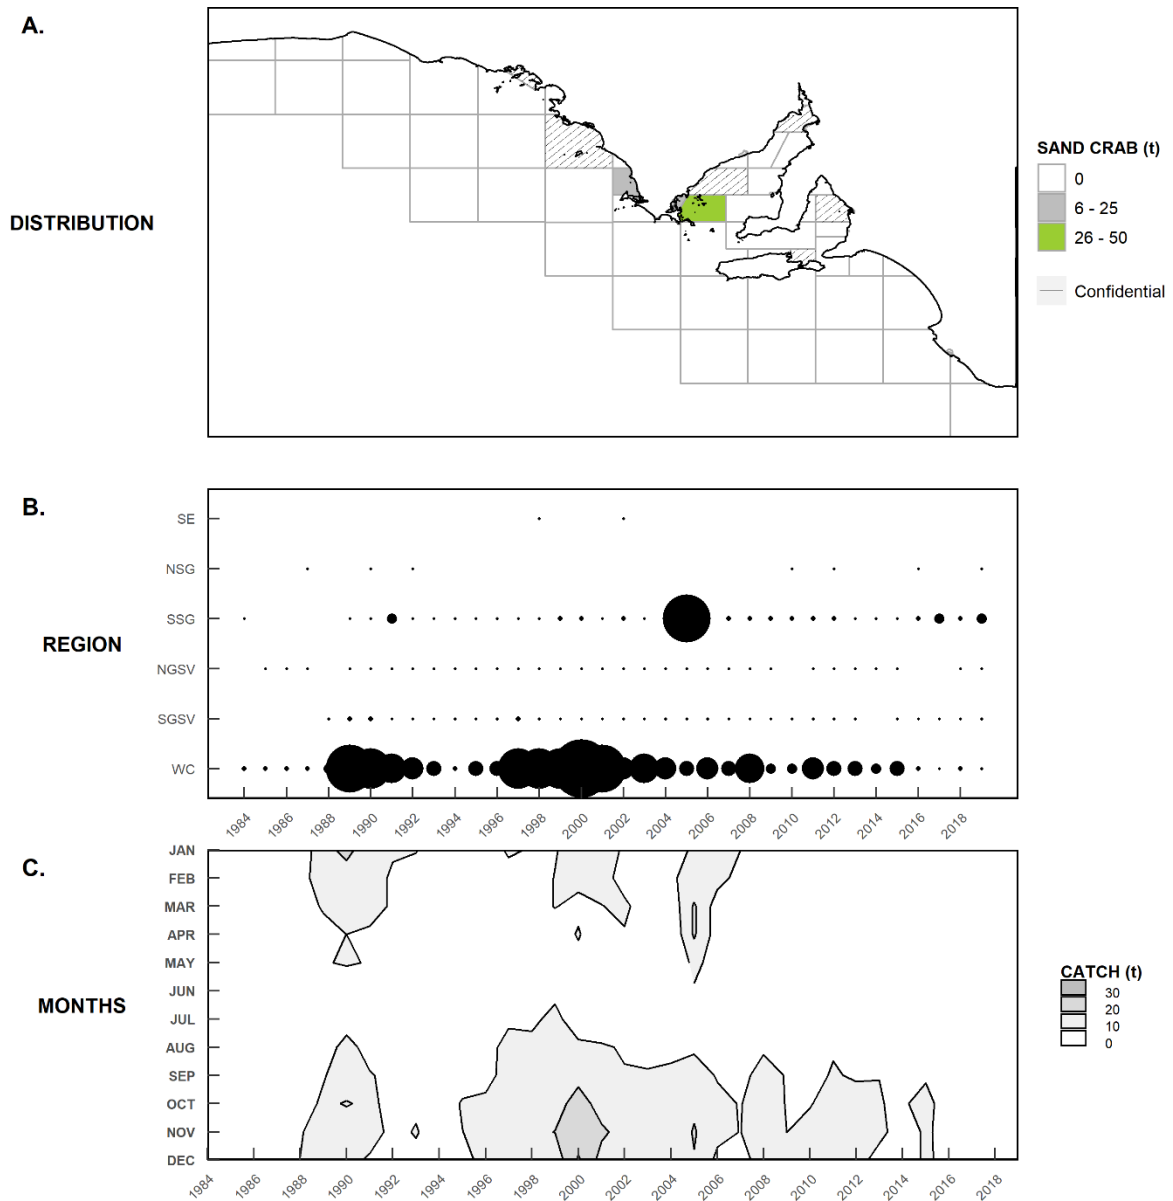 A.
DISTRIBUTION
SAND CRAB (t)
0
6 - 25
26 - 50
Confidential
B.
REGION
SE
NSG
SSG
NGSV
SGSV
WC
1984 1986 1988 1990 1992 1994 1996 1998 2000 2002 2004 2006 2008 2010 2012 2014 2016 2018
C.
MONTHS
JAN
FEB
MAR
APR
MAY
JUN
JUL
AUG
SEP
OCT
NOV
DEC
CATCH (t)
30
20
10
0
1984 1986 1988 1990 1992 1994 1996 1998 2000 2002 2004 2006 2008 2010 2012 2014 2016 2018